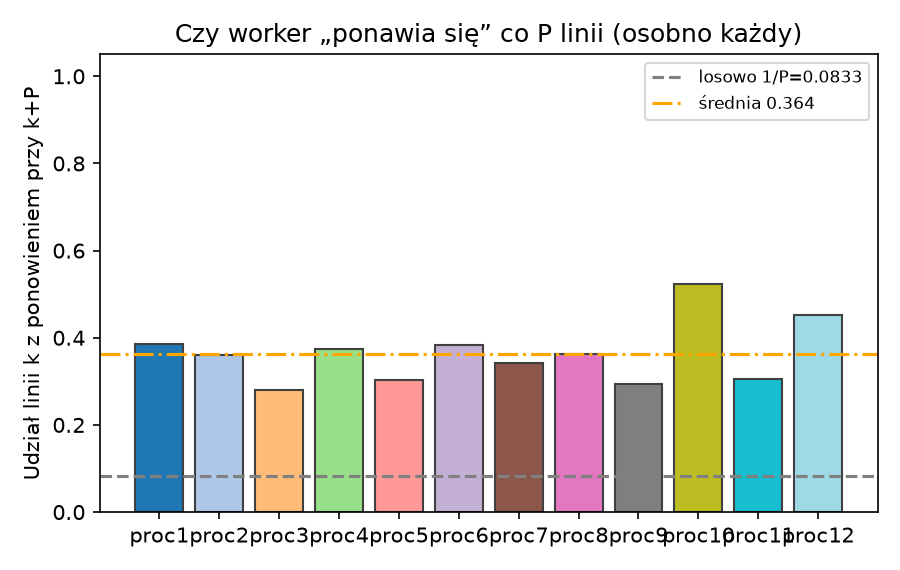 Czy worker „ponawia się” co P linii (osobno każdy)
Udział linii k z ponowieniem przy k+P
1.0
0.8
0.6
0.4
0.2
0.0
losowo 1/P=0.0833
średnia 0.364
proc1 proc2 proc3 proc4 proc5 proc6 proc7 proc8 proc9 proc10 proc11 proc12